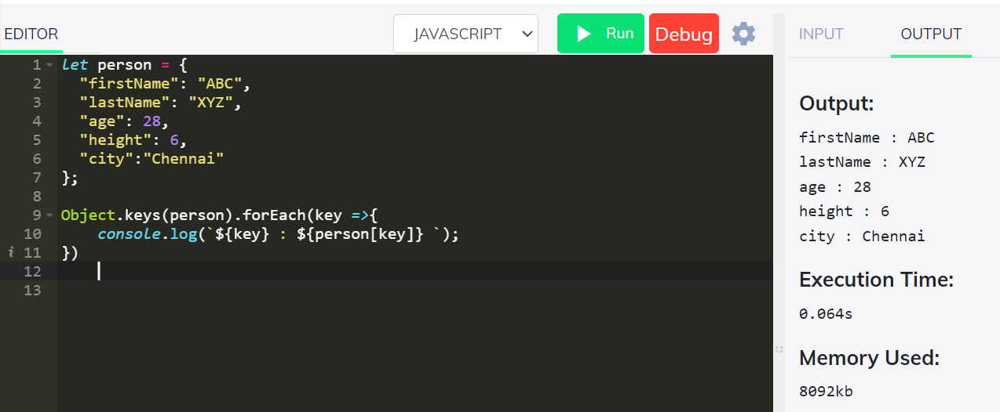 EDITOR JAVASCRIPT Run Debug INPUT OUTPUT
1 let person = {
2   "firstName": "ABC",
3   "lastName": "XYZ",
4   "age": 28,
5   "height": 6,
6   "city":"Chennai"
7 };
8
9 Object.keys(person).forEach(key =>{
10     console.log(`${key} : ${person[key]} `);
i 11 })
12
13
Output:
firstName : ABC
lastName : XYZ
age : 28
height : 6
city : Chennai
Execution Time:
0.064s
Memory Used:
8092kb